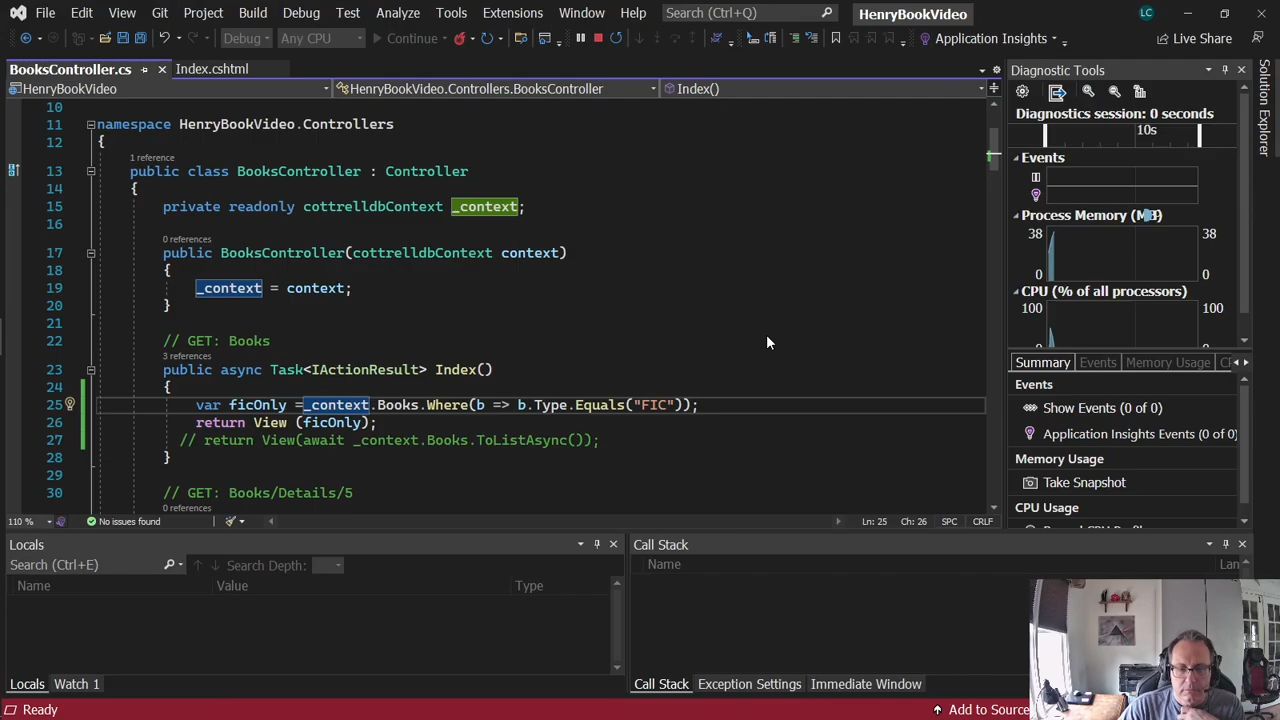 File Edit View Git Project Build Debug Test Analyze Tools Extensions Window Help Search (Ctrl+Q) HenryBookVideo LC
Debug Any CPU Continue Application Insights Live Share
BooksController.cs Index.cshtml
HenryBookVideo HenryBookVideo.Controllers.BooksController Index()
10
11 namespace HenryBookVideo.Controllers
12 {
1 reference
13 public class BooksController : Controller
14 {
15 private readonly cottrelldbContext _context;
16
0 references
17 public BooksController(cottrelldbContext context)
18 {
19 _context = context;
20 }
21
22 // GET: Books
3 references
23 public async Task<IActionResult> Index()
24 {
25 var ficOnly =_context.Books.Where(b => b.Type.Equals("FIC"));
26 return View (ficOnly);
27 // return View(await _context.Books.ToListAsync());
28 }
29
30 // GET: Books/Details/5
0 references
110 % No issues found Ln: 25 Ch: 26 SPC CRLF
Diagnostic Tools
Diagnostics session: 0 seconds
10s
Events
Process Memory (MB)
38 38
0 0
CPU (% of all processors)
100 100
Summary Events Memory Usage
Events
Show Events (0 of 0)
Application Insights Events (0 of 0)
Memory Usage
Take Snapshot
CPU Usage
Solution Explorer
Locals
Search (Ctrl+E) Search Depth:
Name Value Type
Locals Watch 1
Call Stack
Name
Call Stack Exception Settings Immediate Window
Ready Add to Source